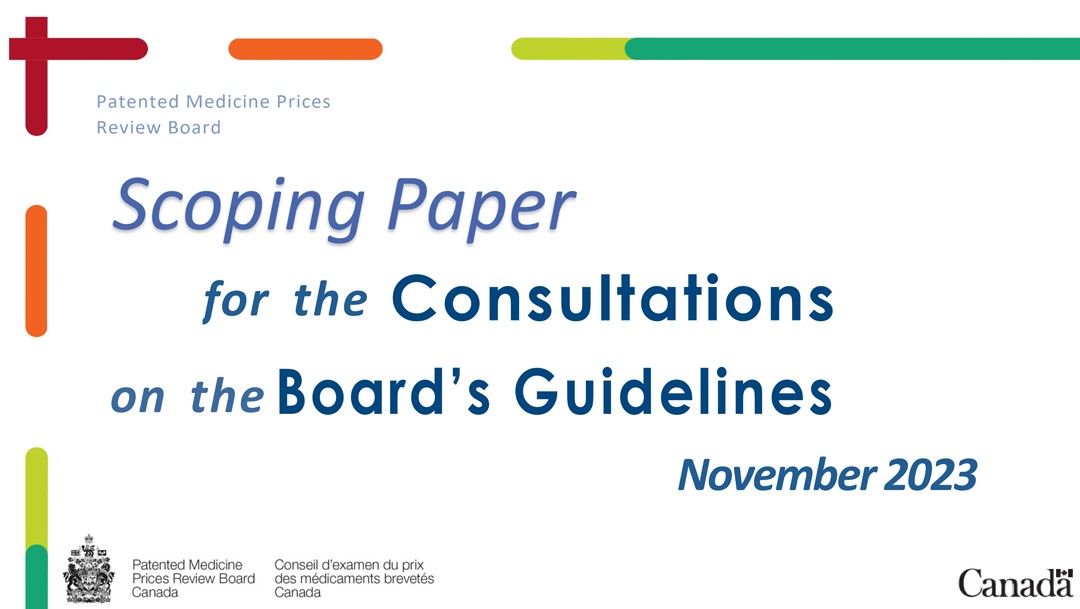 Patented Medicine Prices
Review Board
Scoping Paper
for the Consultations
on the Board's Guidelines
November 2023
Patented Medicine
Prices Review Board
Canada
Conseil d'examen du prix
des médicaments brevetés
Canada
Canada